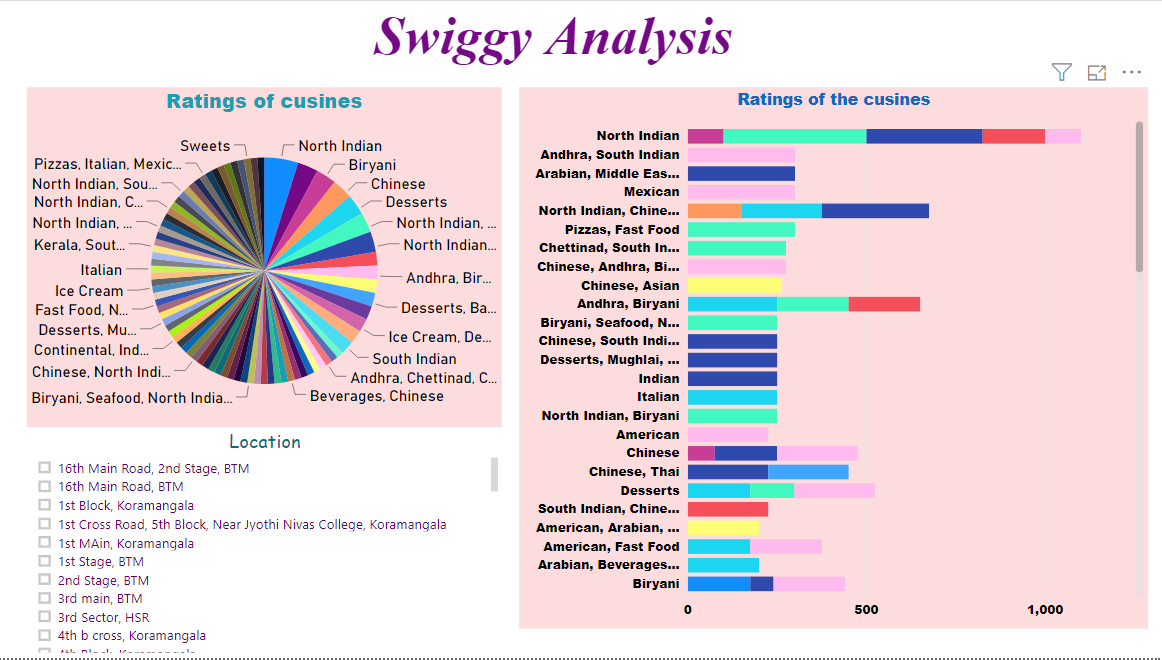 Swiggy Analysis
Ratings of cusines
Sweets
North Indian
Pizzas, Italian, Mexic...
Biryani
North Indian, Sou...
Chinese
North Indian, C...
Desserts
North Indian, ...
North Indian, ...
Kerala, Sout...
North Indian...
Italian
Andhra, Bir...
Ice Cream
Desserts, Ba...
Fast Food, N...
Desserts, Mu...
Ice Cream, De...
Continental, Ind...
South Indian
Chinese, North Indi...
Andhra, Chettinad, C...
Biryani, Seafood, North India...
Beverages, Chinese
Location
16th Main Road, 2nd Stage, BTM
16th Main Road, BTM
1st Block, Koramangala
1st Cross Road, 5th Block, Near Jyothi Nivas College, Koramangala
1st MAin, Koramangala
1st Stage, BTM
2nd Stage, BTM
3rd main, BTM
3rd Sector, HSR
4th b cross, Koramangala
4th Block, Koramangala
Ratings of the cusines
North Indian
Andhra, South Indian
Arabian, Middle Eas...
Mexican
North Indian, Chine...
Pizzas, Fast Food
Chettinad, South In...
Chinese, Andhra, Bi...
Chinese, Asian
Andhra, Biryani
Biryani, Seafood, N...
Chinese, South Indi...
Desserts, Mughlai, ...
Indian
Italian
North Indian, Biryani
American
Chinese
Chinese, Thai
Desserts
South Indian, Chine...
American, Arabian, ...
American, Fast Food
Arabian, Beverages...
Biryani
0 500 1,000